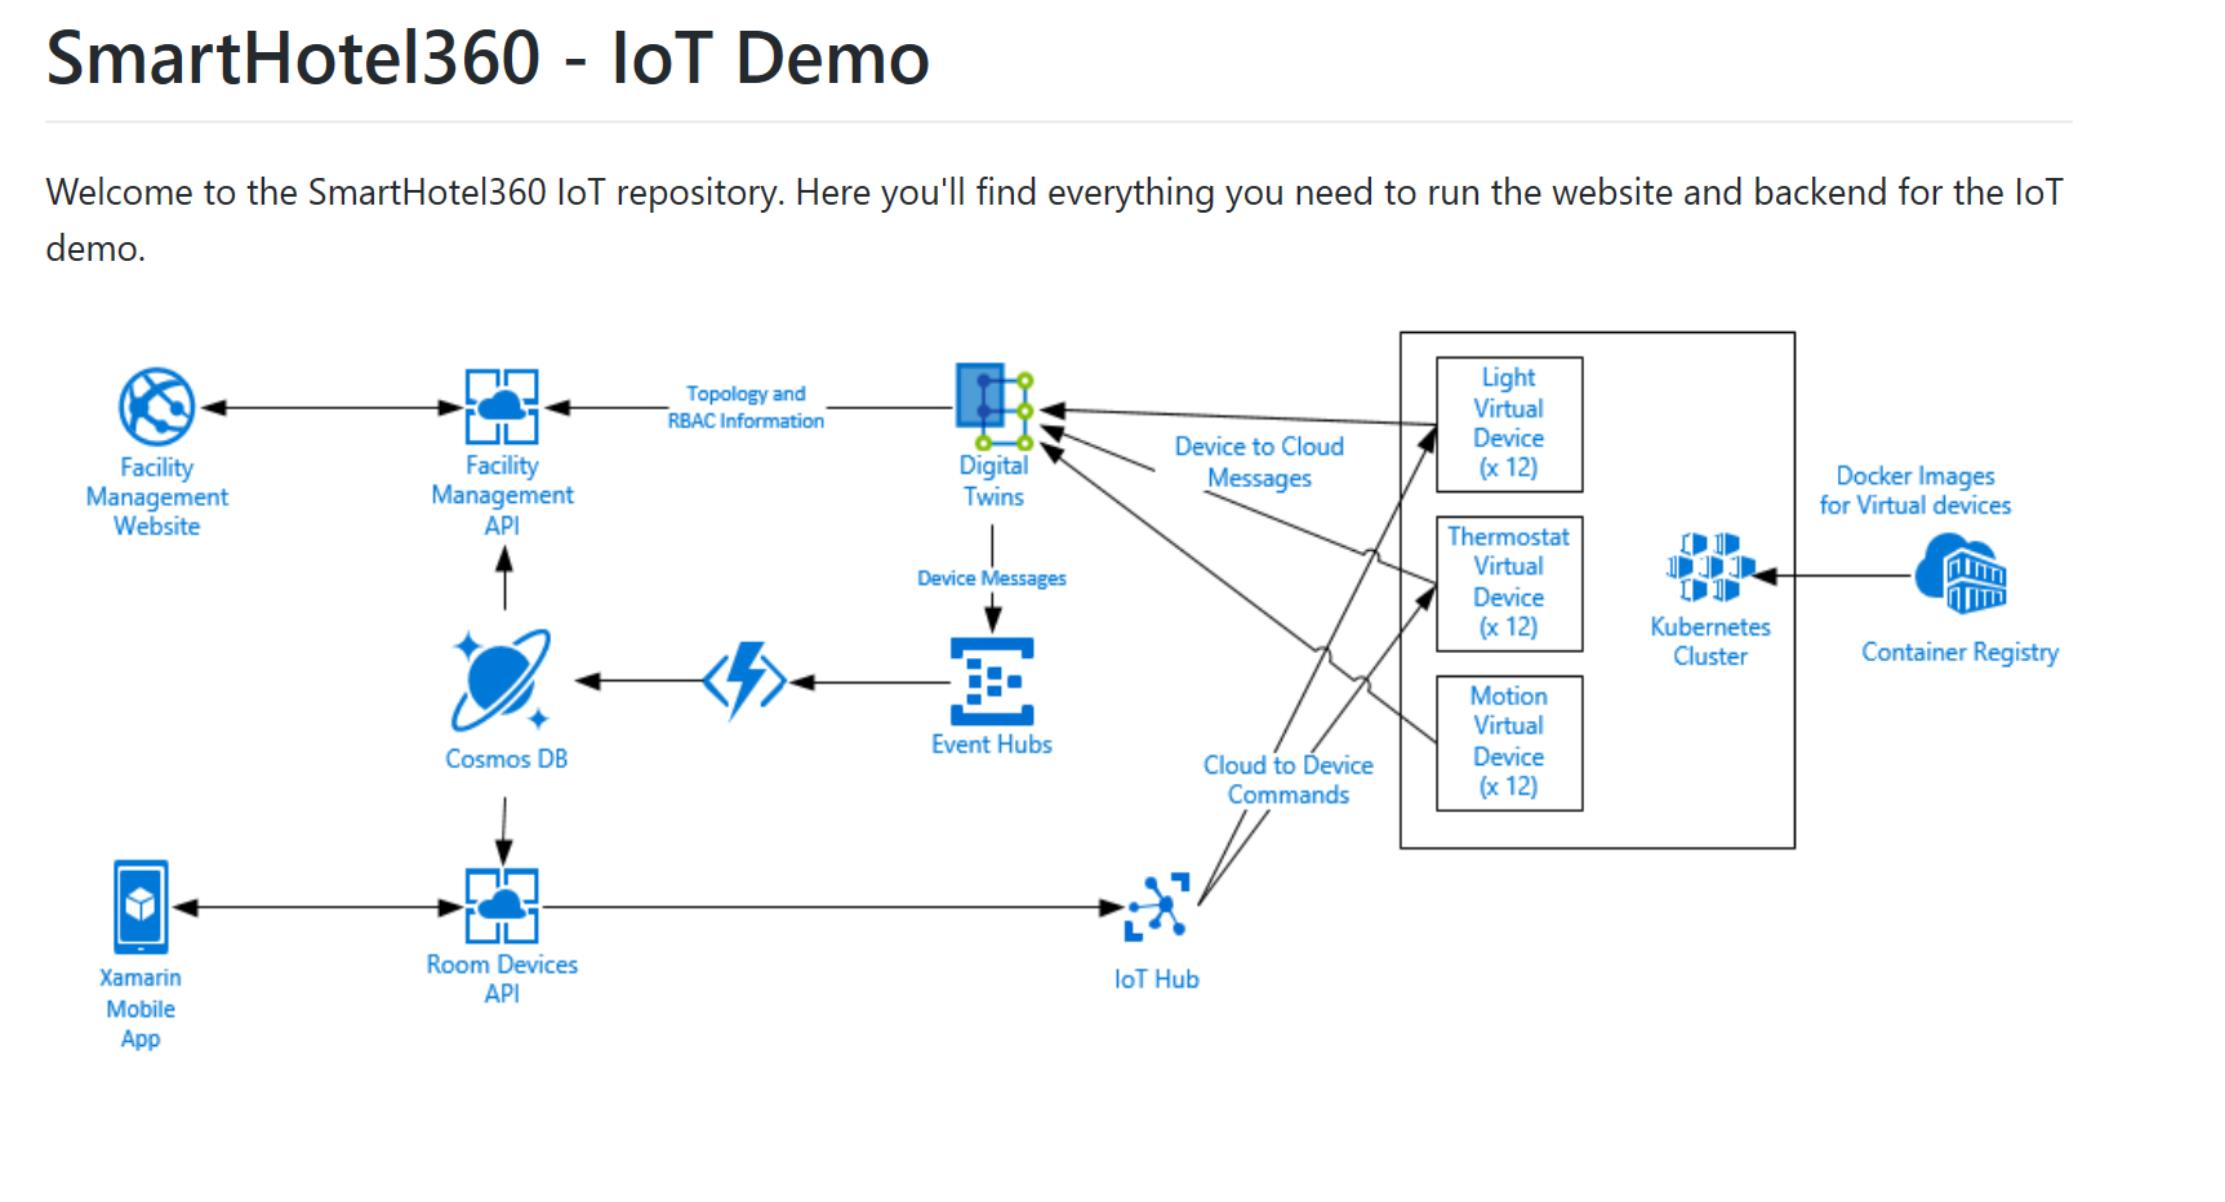 SmartHotel360 - IoT Demo
Welcome to the SmartHotel360 IoT repository. Here you'll find everything you need to run the website and backend for the IoT
demo.
Facility
Management
Website
Facility
Management
API
Topology and
RBAC Information
Digital
Twins
Device to Cloud
Messages
Light
Virtual
Device
(x 12)
Thermostat
Virtual
Device
(x 12)
Motion
Virtual
Device
(x 12)
Kubernetes
Cluster
Docker Images
for Virtual devices
Container Registry
Device Messages
Event Hubs
Cosmos DB
Cloud to Device
Commands
Xamarin
Mobile
App
Room Devices
API
IoT Hub